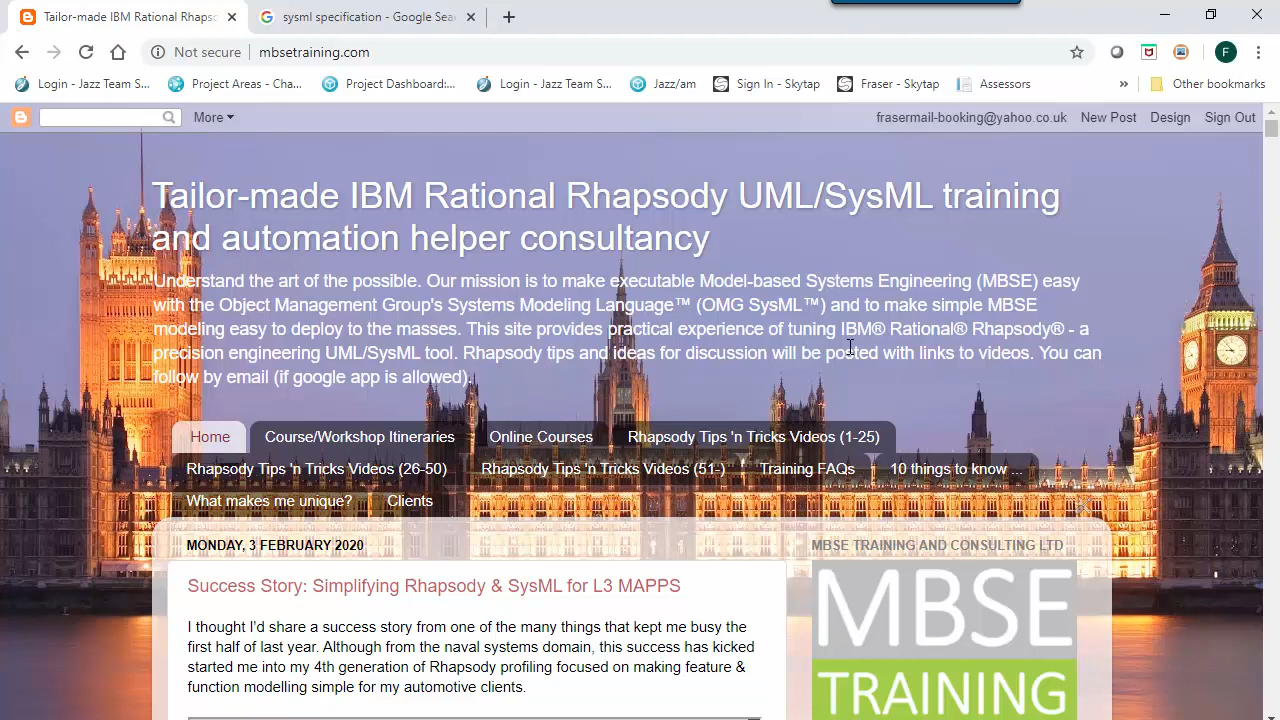 Tailor-made IBM Rational Rhapso
sysml specification - Google Sea
Not secure
mbsetraining.com
F
Login - Jazz Team S...
Project Areas - Cha...
Project Dashboard:...
Login - Jazz Team S...
Jazz/am
Sign In - Skytap
Fraser - Skytap
Assessors
»
Other bookmarks
More
frasermail-booking@yahoo.co.uk
New Post
Design
Sign Out
Tailor-made IBM Rational Rhapsody UML/SysML training
and automation helper consultancy
Understand the art of the possible. Our mission is to make executable Model-based Systems Engineering (MBSE) easy
with the Object Management Group's Systems Modeling Language™ (OMG SysML™) and to make simple MBSE
modeling easy to deploy to the masses. This site provides practical experience of tuning IBM® Rational® Rhapsody® - a
precision engineering UML/SysML tool. Rhapsody tips and ideas for discussion will be posted with links to videos. You can
follow by email (if google app is allowed).
Home
Course/Workshop Itineraries
Online Courses
Rhapsody Tips 'n Tricks Videos (1-25)
Rhapsody Tips 'n Tricks Videos (26-50)
Rhapsody Tips 'n Tricks Videos (51-)
Training FAQs
10 things to know ...
What makes me unique?
Clients
MONDAY, 3 FEBRUARY 2020
Success Story: Simplifying Rhapsody & SysML for L3 MAPPS
I thought I'd share a success story from one of the many things that kept me busy the
first half of last year. Although from the naval systems domain, this success has kicked
started me into my 4th generation of Rhapsody profiling focused on making feature &
function modelling simple for my automotive clients.
MBSE TRAINING AND CONSULTING LTD
MBSE
TRAINING